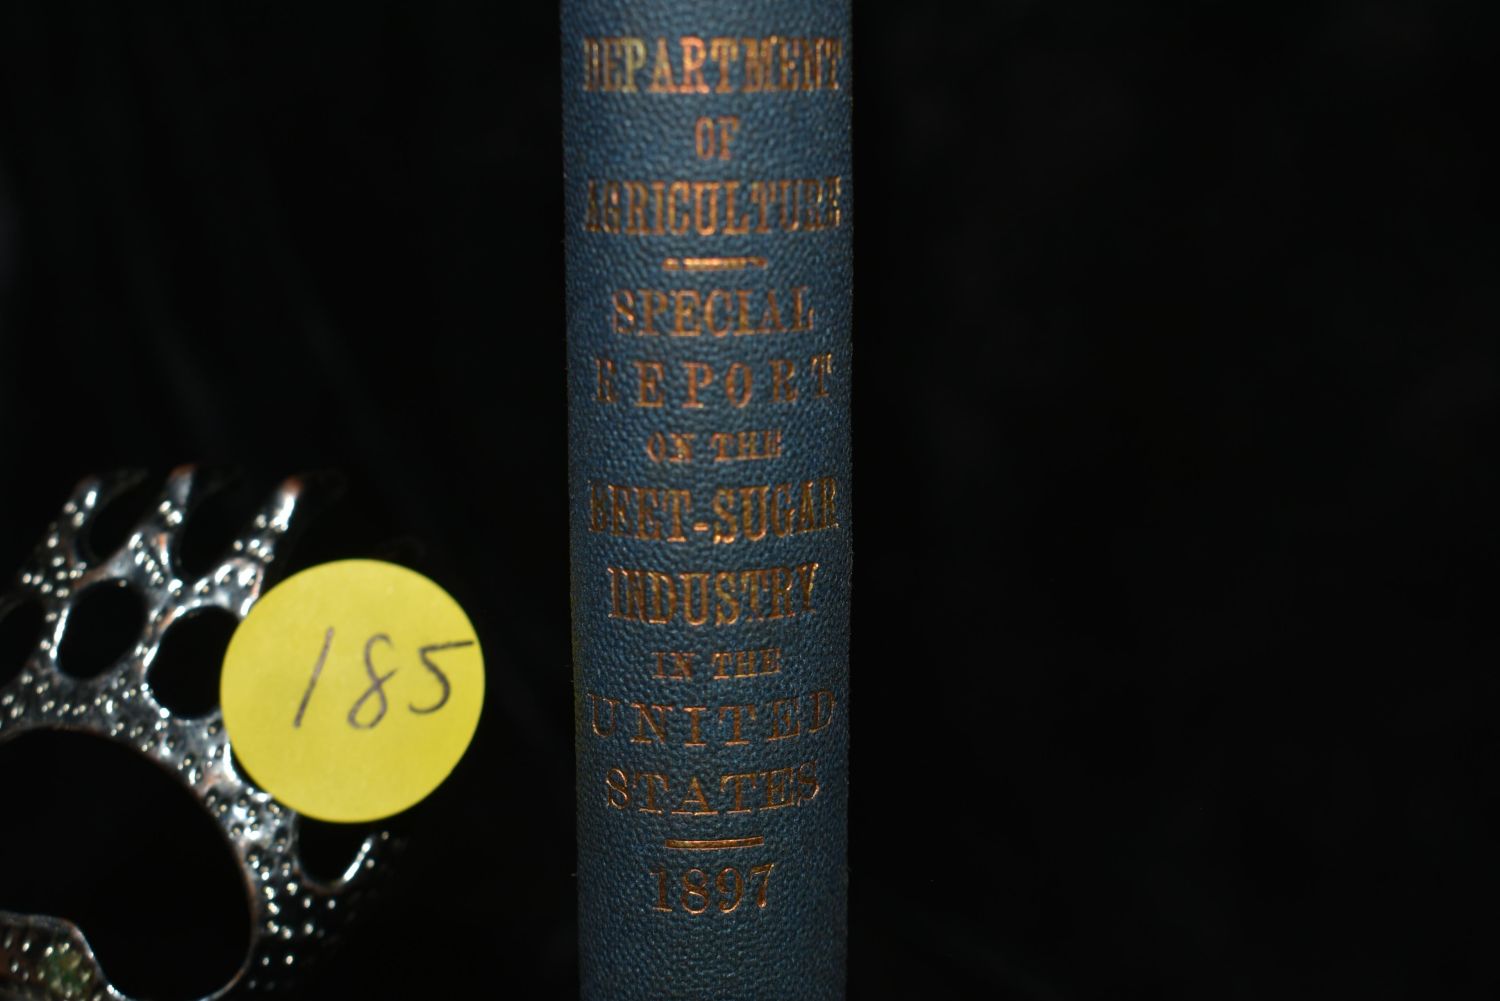 DEPARTMENT
OF
AGRICULTURE
SPECIAL
REPORT
ON THE
BEET-SUGAR
INDUSTRY
IN THE
UNITED
STATES
1897
185